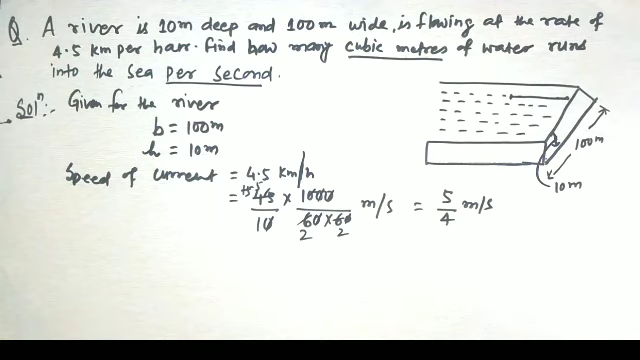 Q. A river is 10m deep and 100m wide, is flowing at the rate of
4.5 km per hour. Find how many cubic metres of water runs
into the sea per second.
Solⁿ:- Given for the river
b = 100m
h = 10m
Speed of current = 4.5 km/h
= 45/10 × 1000/60×60 m/s = 5/4 m/s
2 2
100m
10m